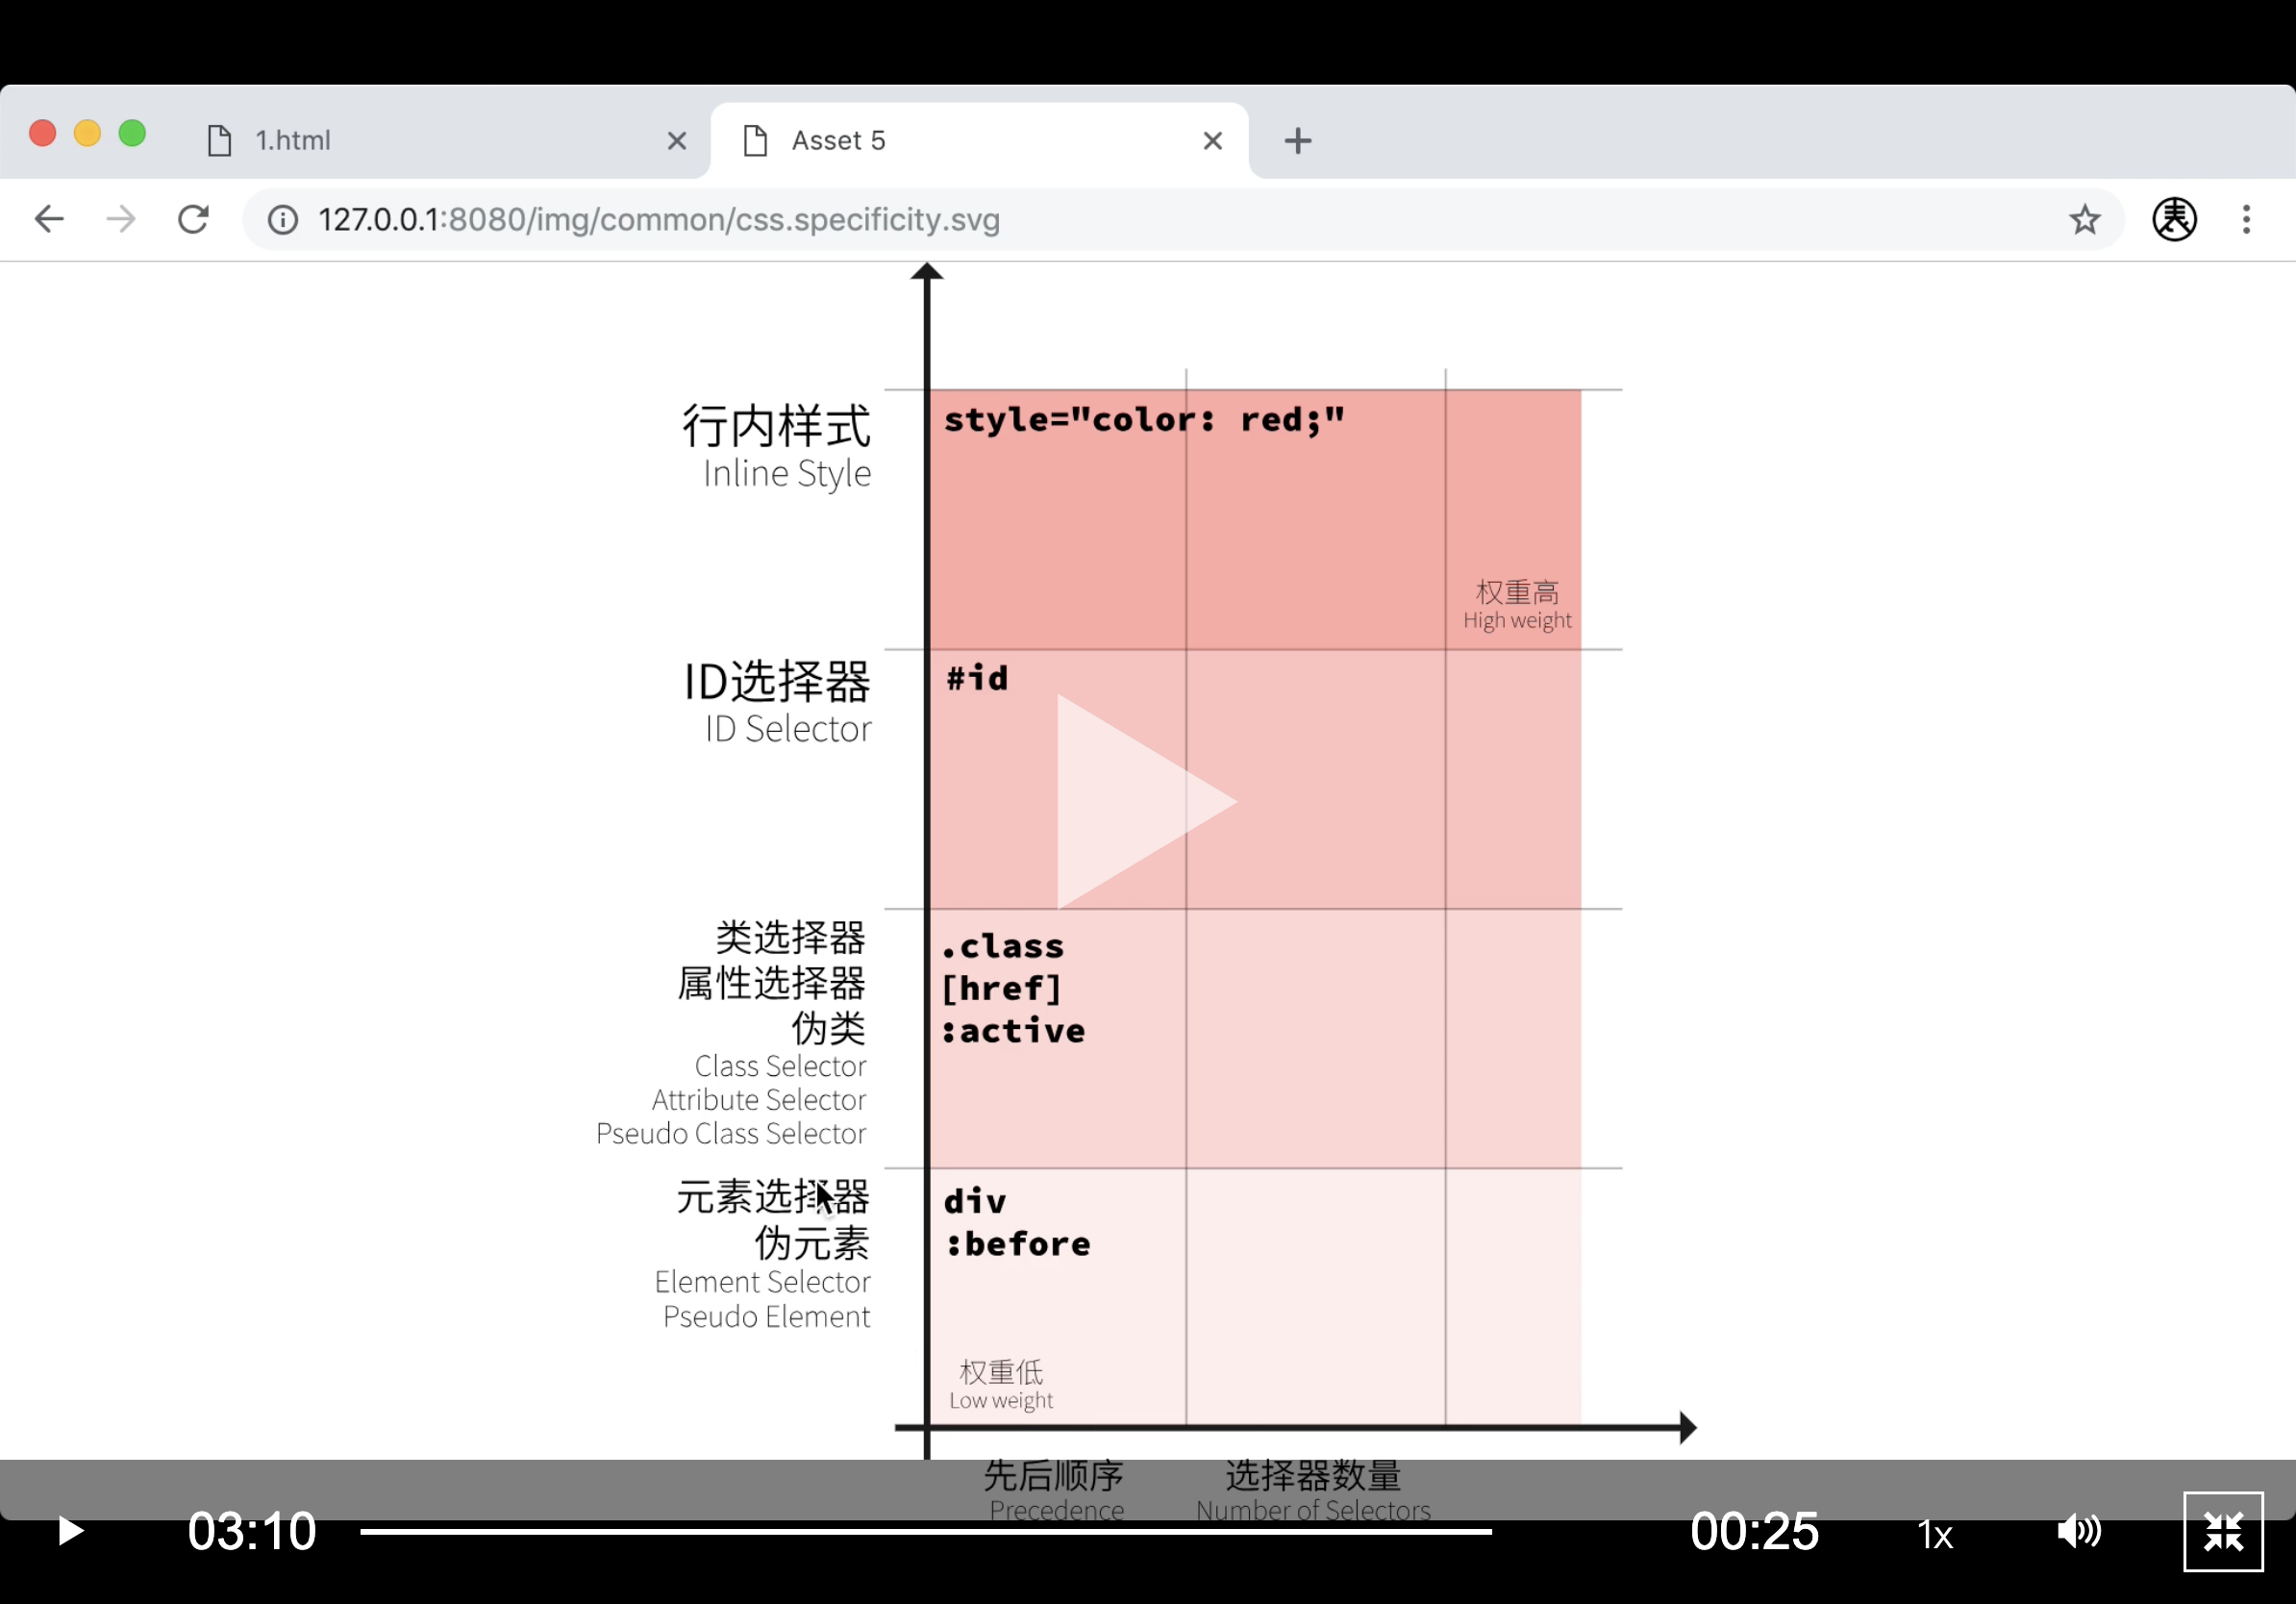 1.html
Asset 5
127.0.0.1:8080/img/common/css.specificity.svg
行内样式
Inline Style
style="color: red;"
权重高
High weight
ID选择器
ID Selector
#id
类选择器
属性选择器
伪类
Class Selector
Attribute Selector
Pseudo Class Selector
.class
[href]
:active
元素选择器
伪元素
Element Selector
Pseudo Element
div
:before
权重低
Low weight
先后顺序
Precedence
选择器数量
Number of Selectors
03:10
00:25
1x